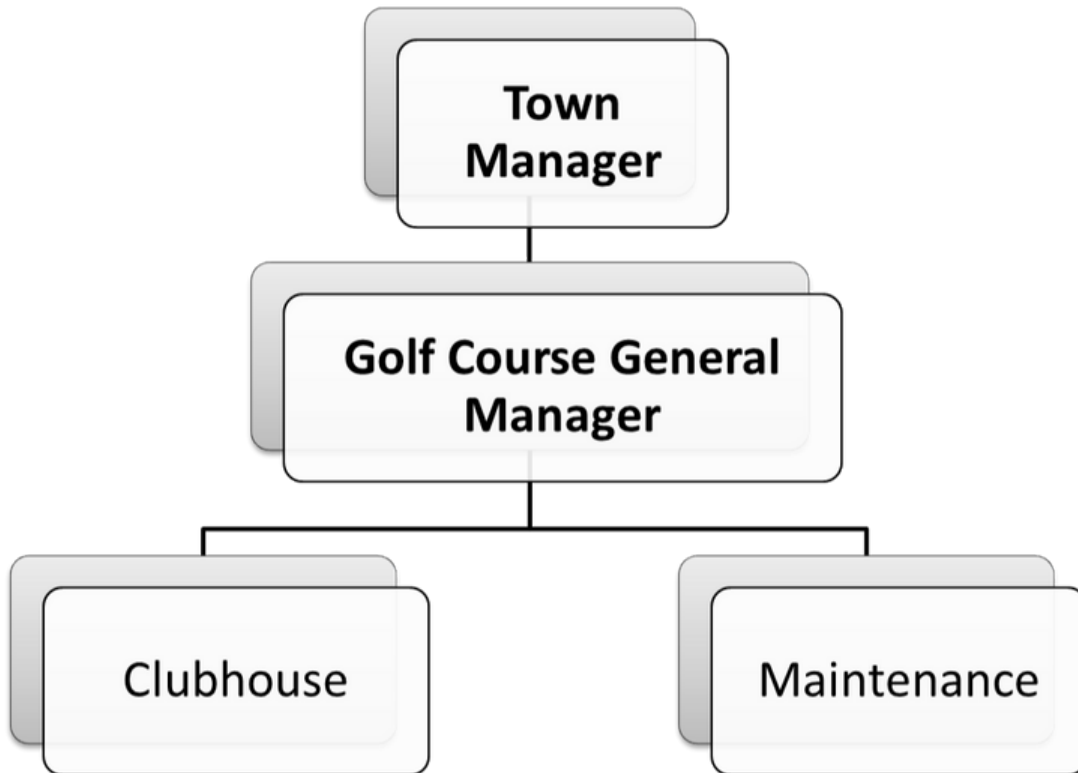 Town
Manager
Golf Course General
Manager
Clubhouse
Maintenance